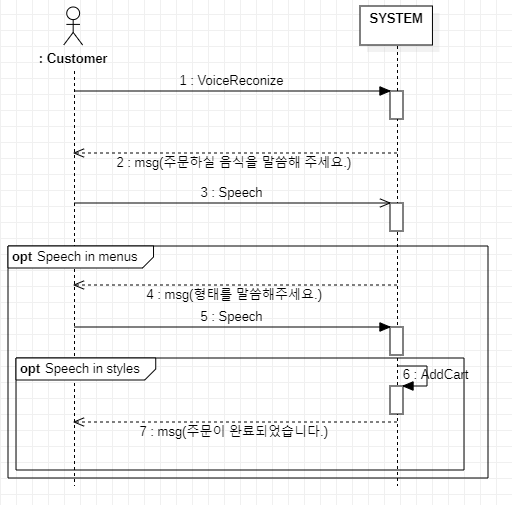 SYSTEM
: Customer
1 : VoiceReconize
2 : msg(주문하실 음식을 말씀해 주세요.)
3 : Speech
opt Speech in menus
4 : msg(형태를 말씀해주세요.)
5 : Speech
opt Speech in styles
6 : AddCart
7 : msg(주문이 완료되었습니다.)